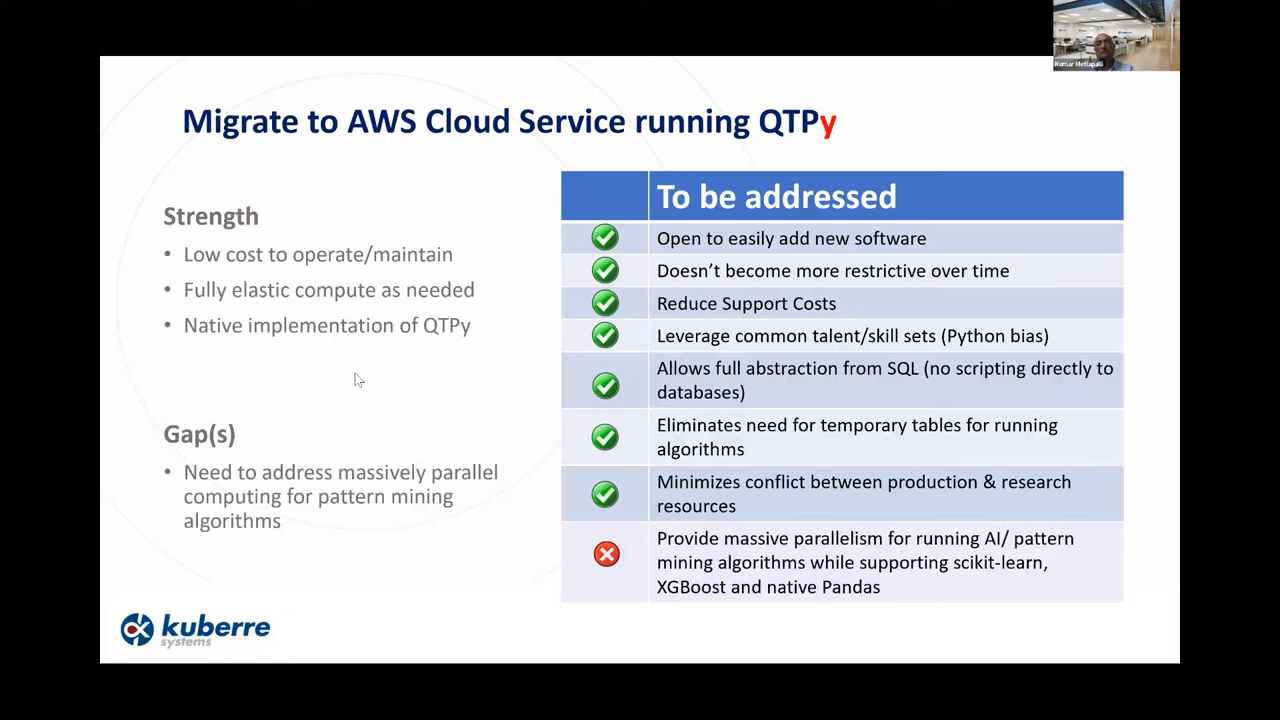 Kumar Metlapalli
Migrate to AWS Cloud Service running QTPy
Strength
• Low cost to operate/maintain
• Fully elastic compute as needed
• Native implementation of QTPy
Gap(s)
• Need to address massively parallel
computing for pattern mining
algorithms
To be addressed
Open to easily add new software
Doesn’t become more restrictive over time
Reduce Support Costs
Leverage common talent/skill sets (Python bias)
Allows full abstraction from SQL (no scripting directly to
databases)
Eliminates need for temporary tables for running
algorithms
Minimizes conflict between production & research
resources
Provide massive parallelism for running AI/ pattern
mining algorithms while supporting scikit-learn,
XGBoost and native Pandas
kuberre
systems